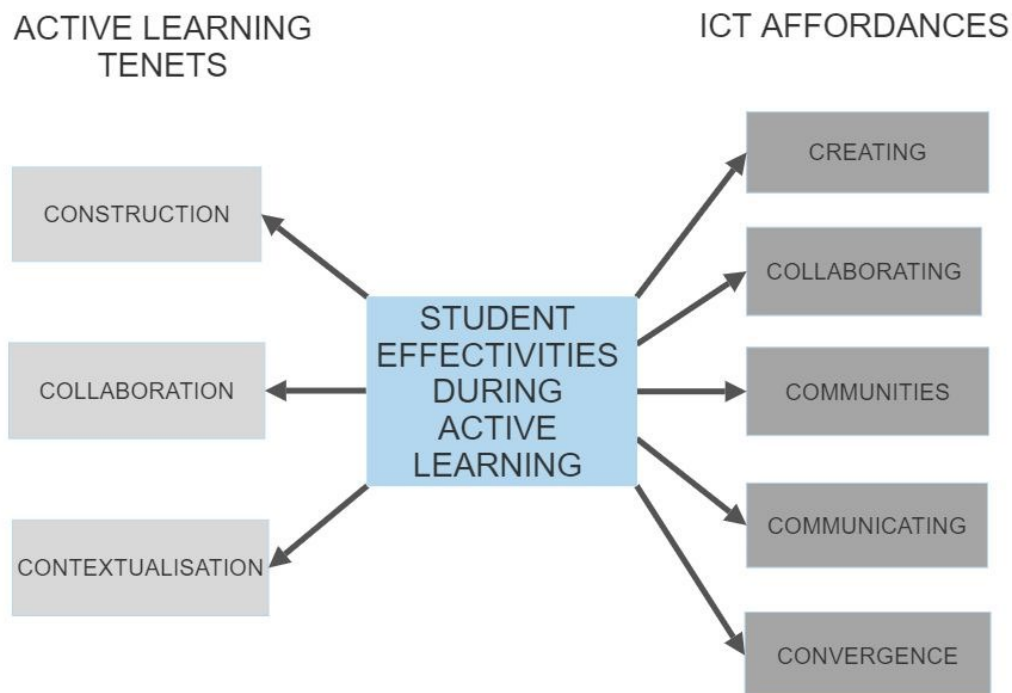 ACTIVE LEARNING
TENETS
ICT AFFORDANCES
CONSTRUCTION
COLLABORATION
CONTEXTUALISATION
STUDENT
EFFECTIVITIES
DURING
ACTIVE
LEARNING
CREATING
COLLABORATING
COMMUNITIES
COMMUNICATING
CONVERGENCE